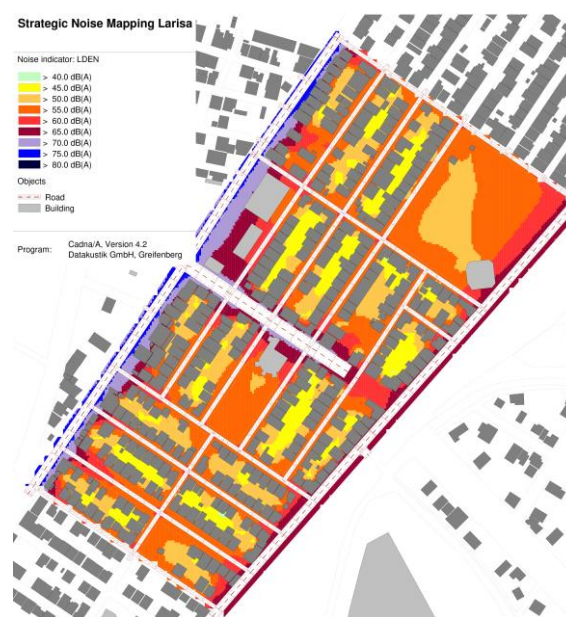 Strategic Noise Mapping Larisa
Noise indicator: LDEN
> 40.0 dB(A)
> 45.0 dB(A)
> 50.0 dB(A)
> 55.0 dB(A)
> 60.0 dB(A)
> 65.0 dB(A)
> 70.0 dB(A)
> 75.0 dB(A)
> 80.0 dB(A)
Objects
Road
Building
Program: Cadna/A, Version 4.2
Datakustik GmbH, Greifenberg